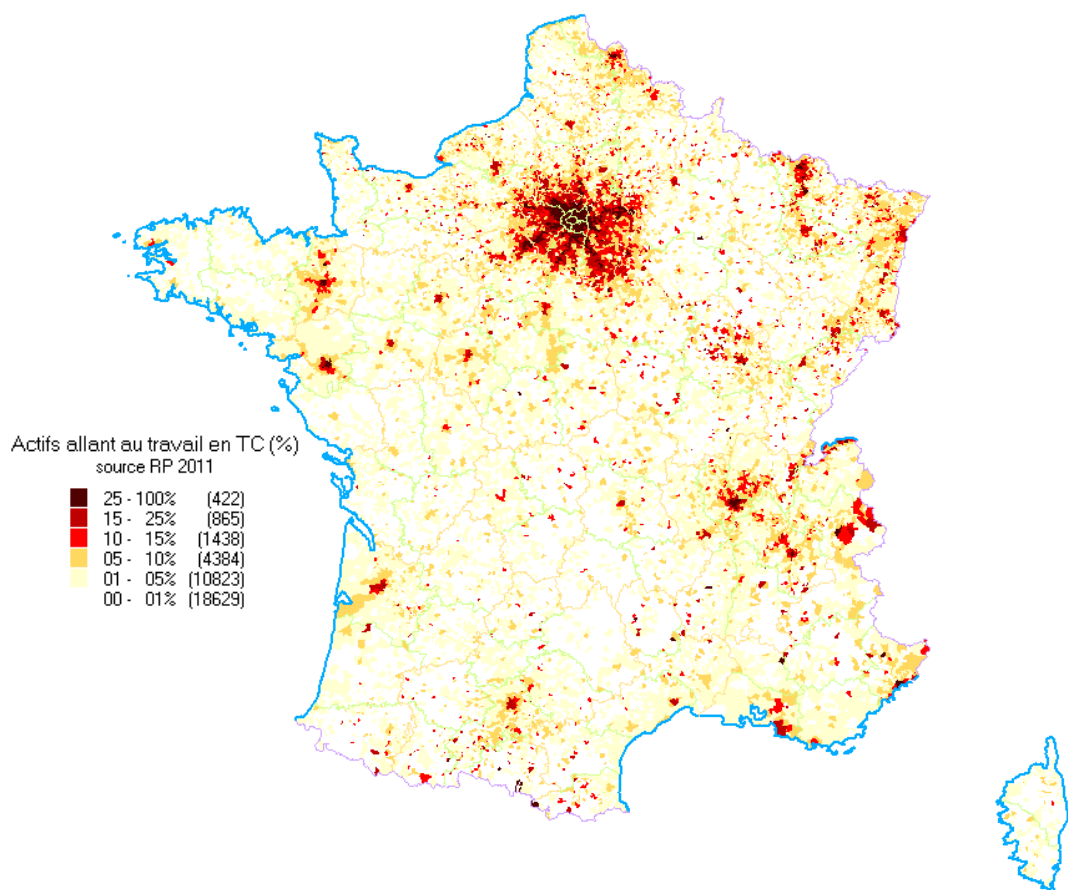 Actifs allant au travail en TC (%)
source RP 2011
25 - 100% (422)
15 - 25% (865)
10 - 15% (1438)
05 - 10% (4384)
01 - 05% (10823)
00 - 01% (18629)